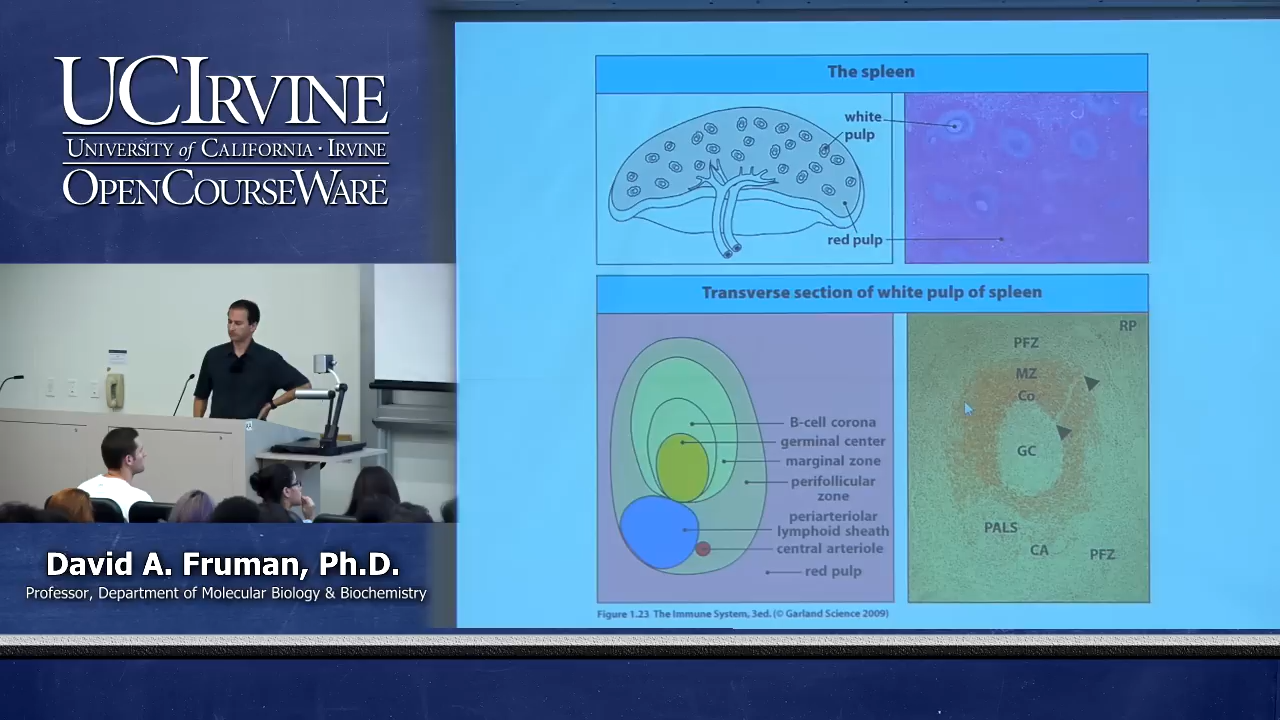 UCIRVINE
UNIVERSITY of CALIFORNIA · IRVINE
OPENCOURSEWARE
David A. Fruman, Ph.D.
Professor, Department of Molecular Biology & Biochemistry
The spleen
white
pulp
red pulp
Transverse section of white pulp of spleen
B-cell corona
germinal center
marginal zone
perifollicular
zone
periarteriolar
lymphoid sheath
central arteriole
red pulp
RP
PFZ
MZ
Co
GC
PALS
CA
PFZ
Figure 1.23 The Immune System, 3ed. (© Garland Science 2009)